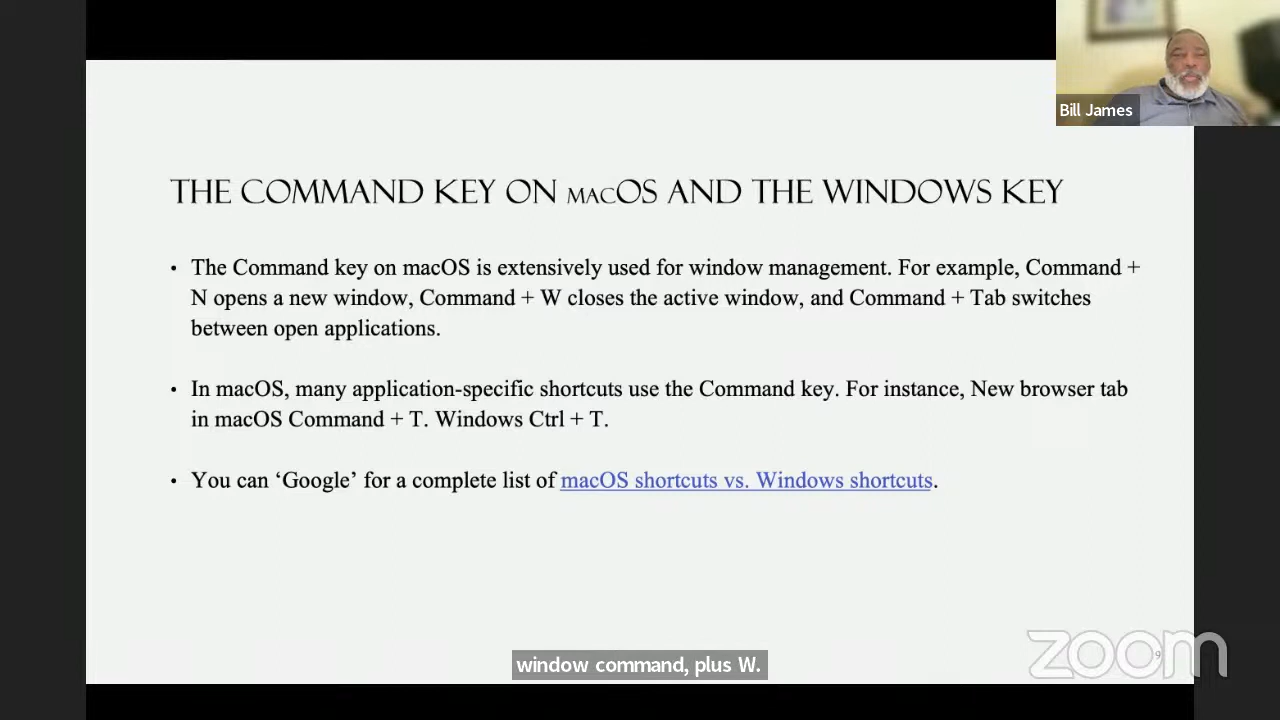 Bill James
THE COMMAND KEY ON MACOS AND THE WINDOWS KEY
• The Command key on macOS is extensively used for window management. For example, Command +
N opens a new window, Command + W closes the active window, and Command + Tab switches
between open applications.
• In macOS, many application-specific shortcuts use the Command key. For instance, New browser tab
in macOS Command + T. Windows Ctrl + T.
• You can ‘Google’ for a complete list of macOS shortcuts vs. Windows shortcuts.
window command, plus W.
zoom
9